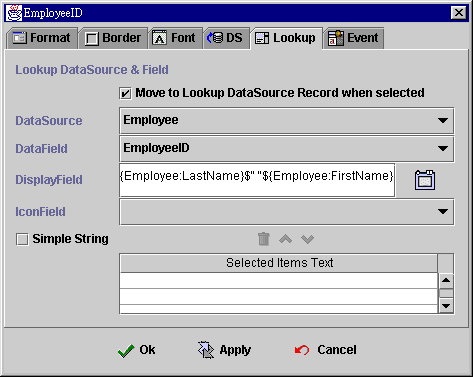 EmployeeID
Format Border Font DS Lookup Event
Lookup DataSource & Field
Move to Lookup DataSource Record when selected
DataSource Employee
DataField EmployeeID
DisplayField {Employee:LastName}$" "${Employee:FirstName}
IconField
Simple String
Selected Items Text
Ok Apply Cancel